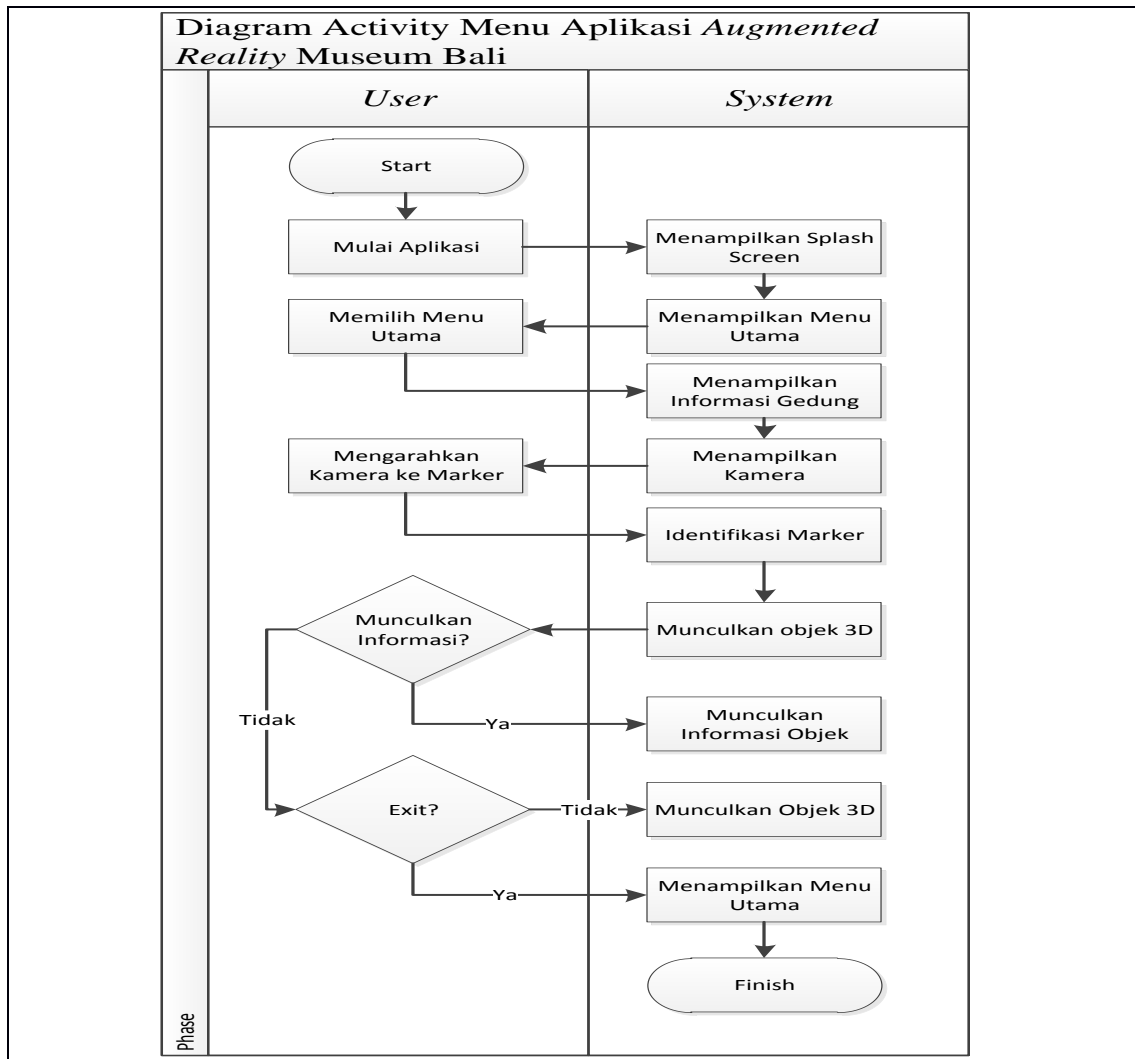 Diagram Activity Menu Aplikasi Augmented
Reality Museum Bali
User
System
Start
Mulai Aplikasi
Menampilkan Splash
Screen
Memilih Menu
Utama
Menampilkan Menu
Utama
Menampilkan
Informasi Gedung
Mengarahkan
Kamera ke Marker
Menampilkan
Kamera
Identifikasi Marker
Munculkan
Informasi?
Munculkan objek 3D
Tidak
Ya
Munculkan
Informasi Objek
Exit?
Tidak
Munculkan Objek 3D
Ya
Menampilkan Menu
Utama
Finish
Phase